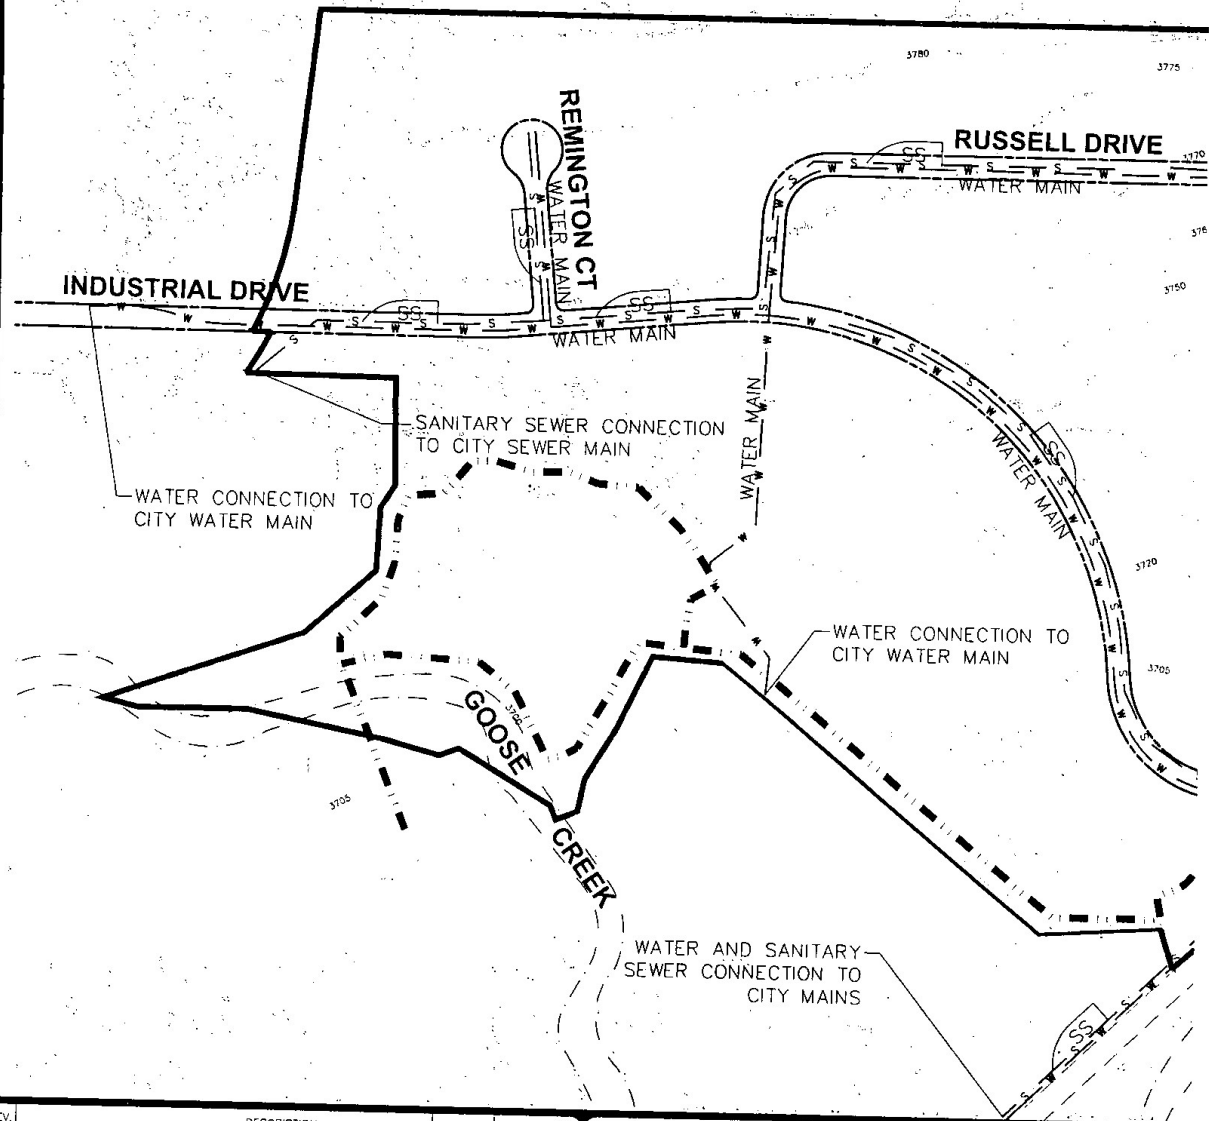 3780
3775
REMINGTON CT
RUSSELL DRIVE
3770
SS
WATER MAIN
WATER MAIN
SS
376
3750
INDUSTRIAL DRIVE
SS
SS
WATER MAIN
WATER MAIN
SANITARY SEWER CONNECTION
TO CITY SEWER MAIN
SS
WATER MAIN
WATER CONNECTION TO
CITY WATER MAIN
3720
WATER CONNECTION TO
CITY WATER MAIN
3705
3700
GOOSE
CREEK
3705
WATER AND SANITARY
SEWER CONNECTION TO
CITY MAINS
SS